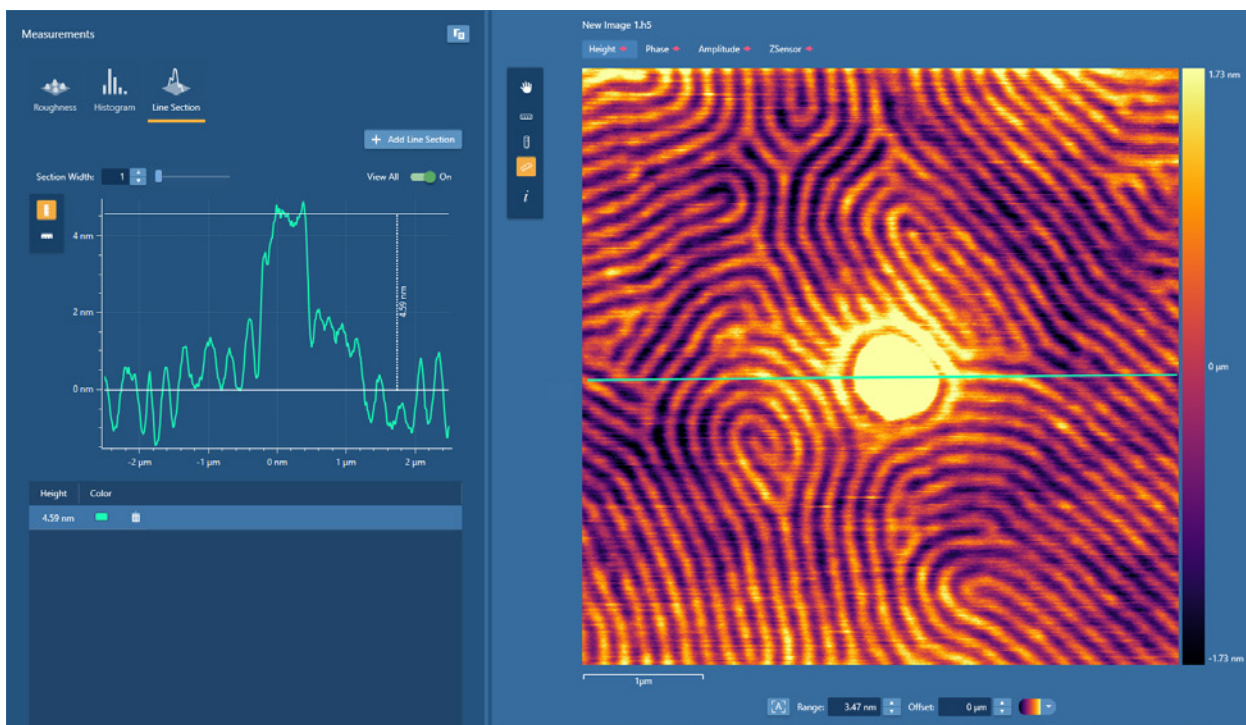 Measurements
Roughness
Histogram
Line Section
+ Add Line Section
Section Width: 1
View All On
4 nm
2 nm
0 nm
4.59 nm
-2 µm -1 µm 0 nm 1 µm 2 µm
Height Color
4.59 nm
i
New Image 1.h5
Height Phase Amplitude ZSensor
1.73 nm
0 µm
-1.73 nm
1µm
[A] Range: 3.47 nm Offset: 0 µm